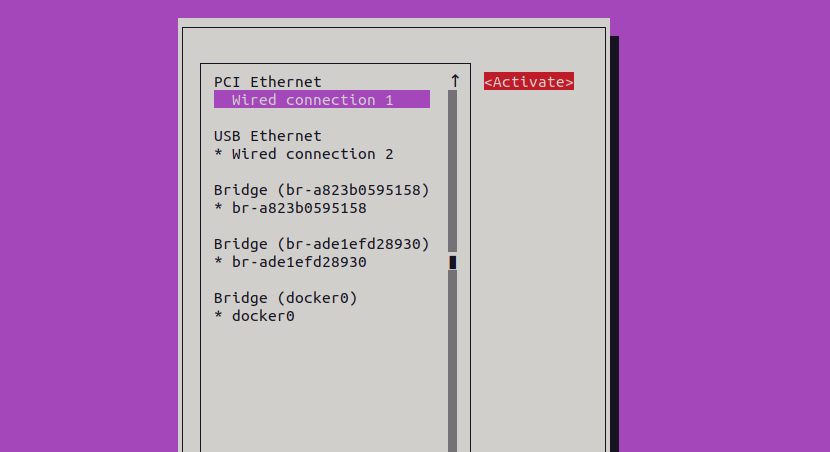 PCI Ethernet ↑ <Activate>
Wired connection 1
USB Ethernet
* Wired connection 2
Bridge (br-a823b0595158)
* br-a823b0595158
Bridge (br-ade1efd28930)
* br-ade1efd28930
Bridge (docker0)
* docker0